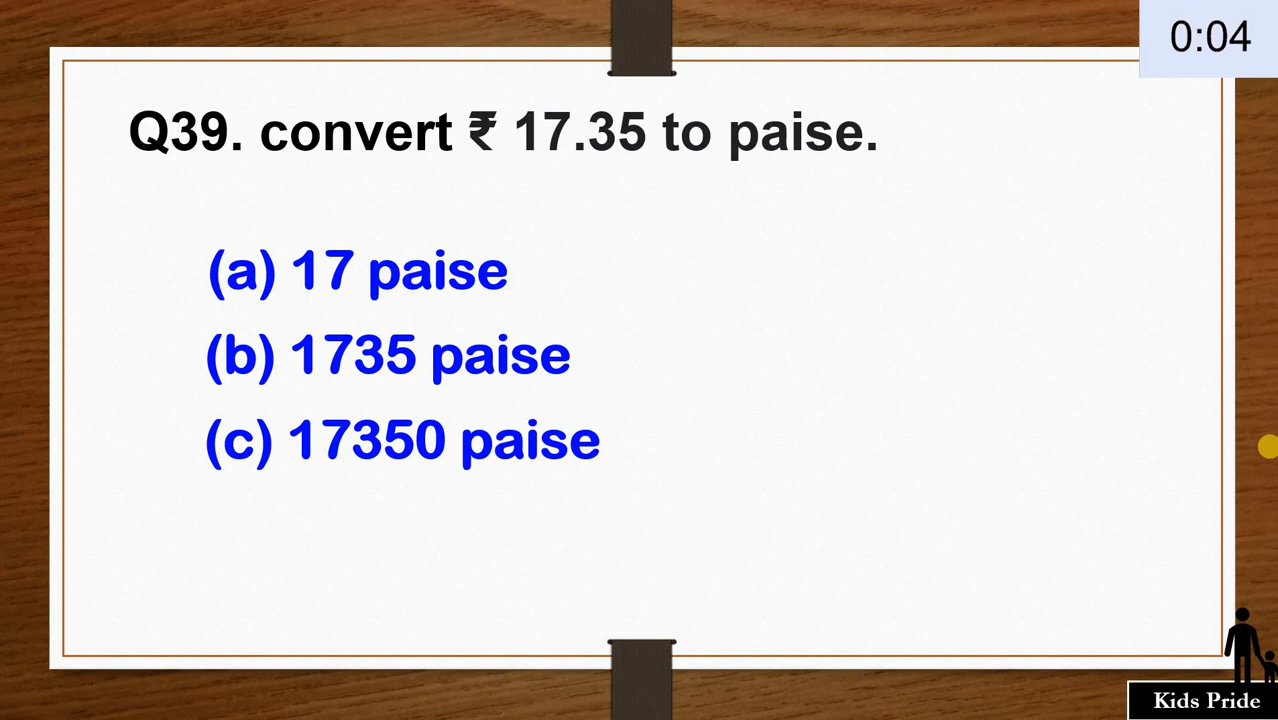 0:04
Q39. convert ₹ 17.35 to paise.
(a) 17 paise
(b) 1735 paise
(c) 17350 paise
Kids Pride